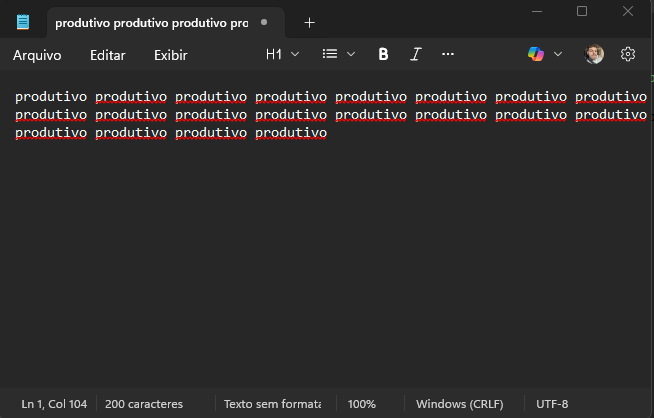 produtivo produtivo produtivo pro
Arquivo Editar Exibir H1 B I
produtivo produtivo produtivo produtivo produtivo produtivo produtivo produtivo
produtivo produtivo produtivo produtivo produtivo produtivo produtivo produtivo
produtivo produtivo produtivo produtivo
Ln 1, Col 104 200 caracteres Texto sem formata 100% Windows (CRLF) UTF-8